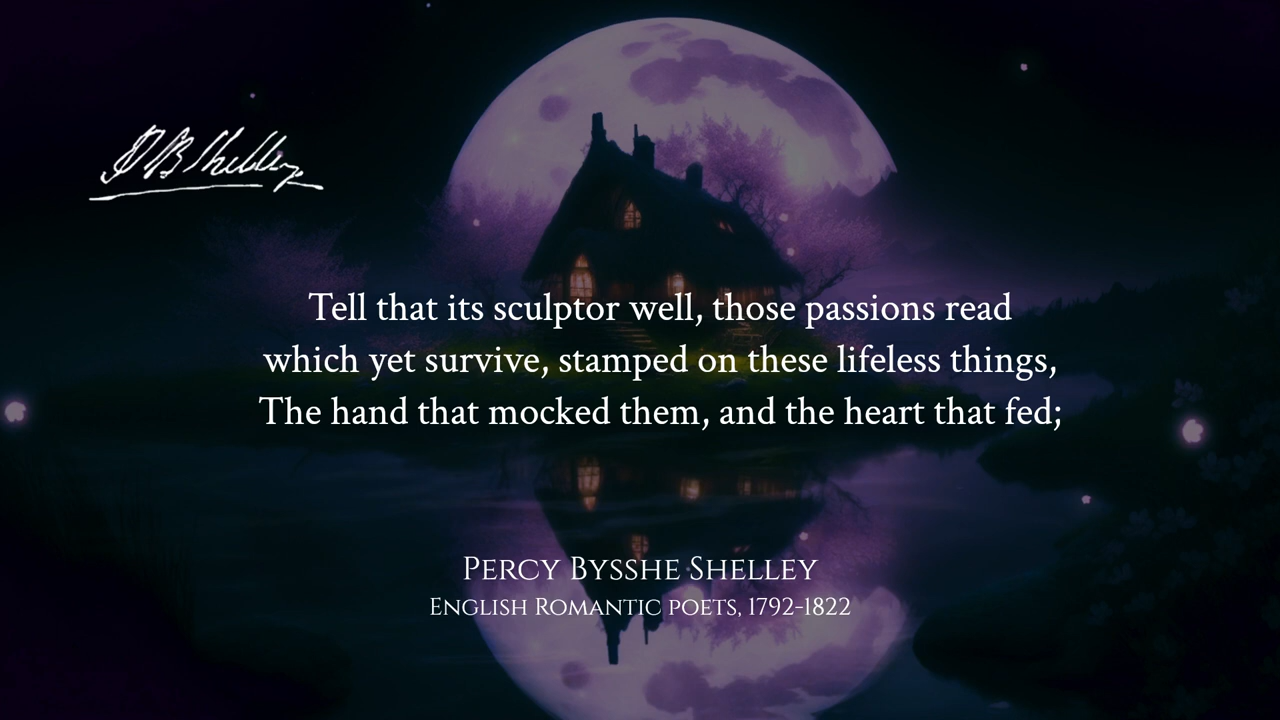 P B Shelley
Tell that its sculptor well, those passions read
which yet survive, stamped on these lifeless things,
The hand that mocked them, and the heart that fed;
Percy Bysshe Shelley
English Romantic poets, 1792-1822